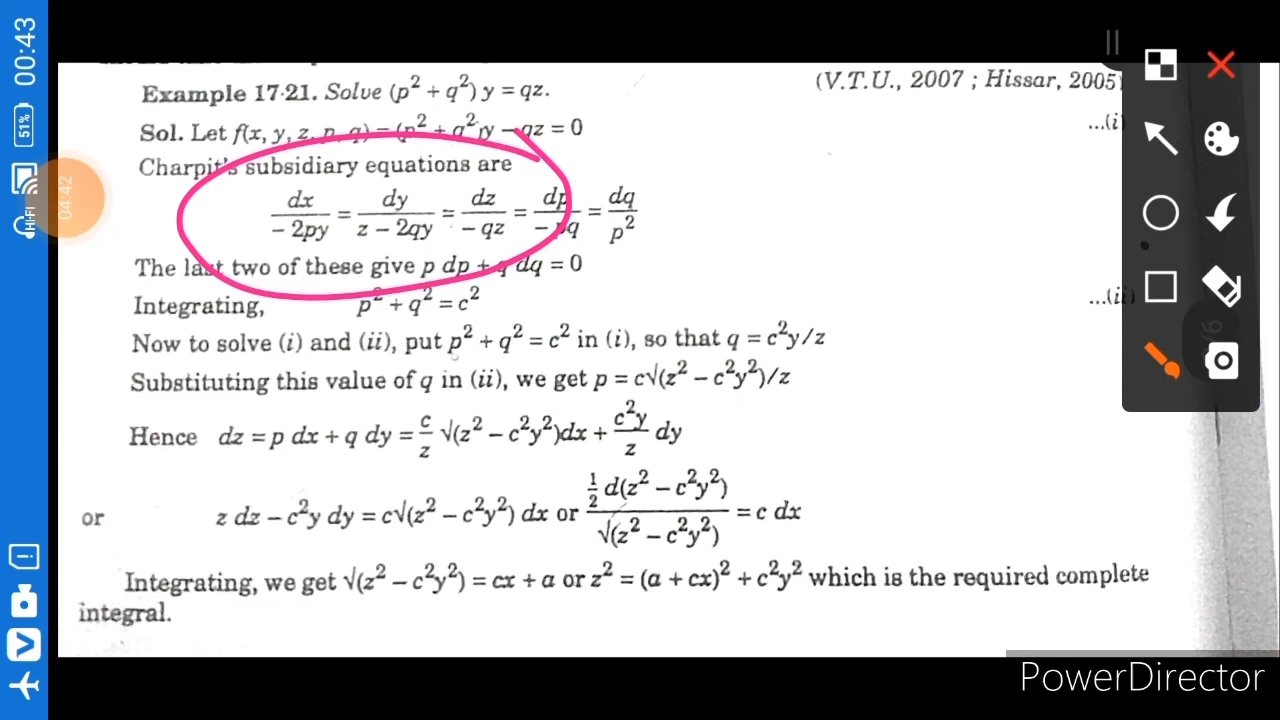 00:43
51%
HI-FI
04:42
Example 17·21. Solve (p² + q²) y = qz.
(V.T.U., 2007 ; Hissar, 2005)
Sol. Let f(x, y, z, p, q) = (p² + q²)y − qz = 0
...(i)
Charpit's subsidiary equations are
dx/− 2py = dy/z − 2qy = dz/− qz = dp/− pq = dq/p²
The last two of these give p dp + q dq = 0
Integrating, p² + q² = c²
...(ii)
Now to solve (i) and (ii), put p² + q² = c² in (i), so that q = c²y/z
Substituting this value of q in (ii), we get p = c√(z² − c²y²)/z
Hence dz = p dx + q dy = c/z √(z² − c²y²)dx + c²y/z dy
or z dz − c²y dy = c√(z² − c²y²) dx or ½ d(z² − c²y²)/√(z² − c²y²) = c dx
Integrating, we get √(z² − c²y²) = cx + a or z² = (a + cx)² + c²y² which is the required complete
integral.
PowerDirector